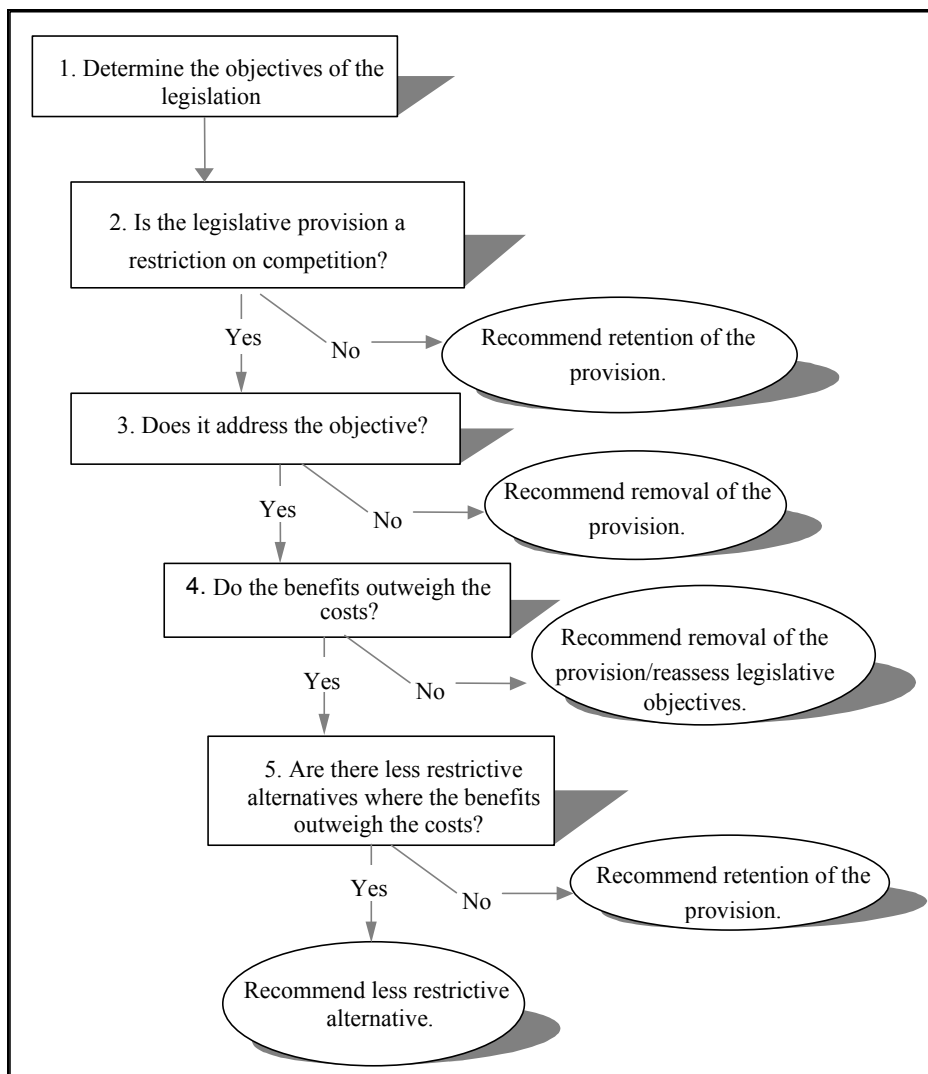 1. Determine the objectives of the
legislation
2. Is the legislative provision a
restriction on competition?
Yes
No
Recommend retention of the
provision.
3. Does it address the objective?
Yes
No
Recommend removal of the
provision.
4. Do the benefits outweigh the
costs?
Yes
No
Recommend removal of the
provision/reassess legislative
objectives.
5. Are there less restrictive
alternatives where the benefits
outweigh the costs?
Yes
No
Recommend retention of the
provision.
Recommend less restrictive
alternative.